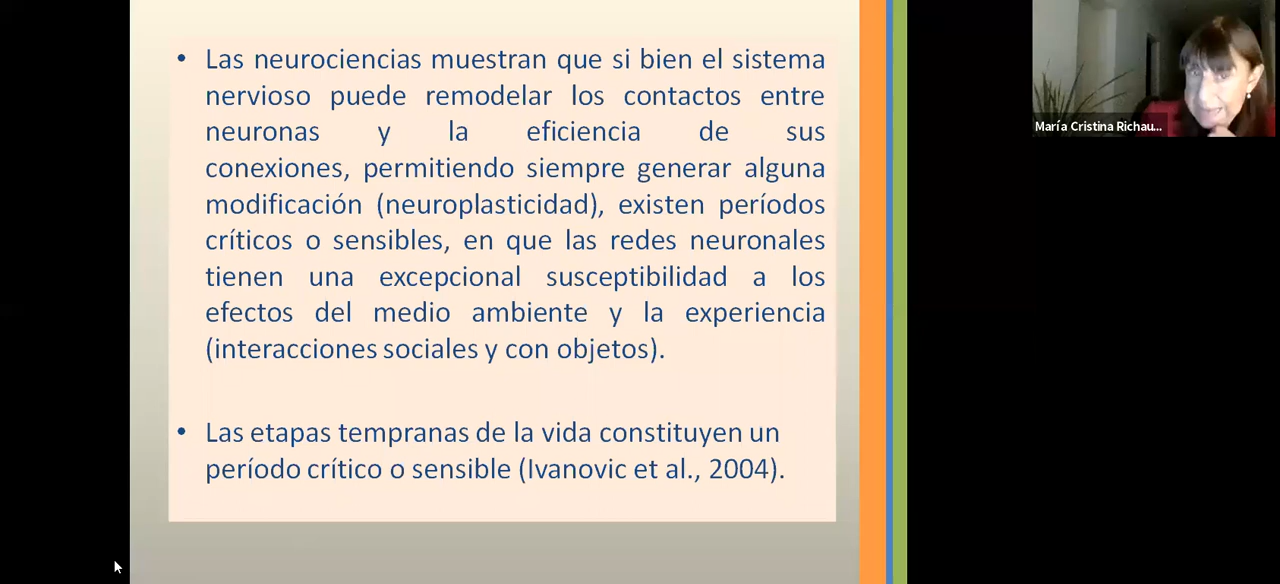 • Las neurociencias muestran que si bien el sistema
nervioso puede remodelar los contactos entre
neuronas y la eficiencia de sus
conexiones, permitiendo siempre generar alguna
modificación (neuroplasticidad), existen períodos
críticos o sensibles, en que las redes neuronales
tienen una excepcional susceptibilidad a los
efectos del medio ambiente y la experiencia
(interacciones sociales y con objetos).
• Las etapas tempranas de la vida constituyen un
período crítico o sensible (Ivanovic et al., 2004).
María Cristina Richau...